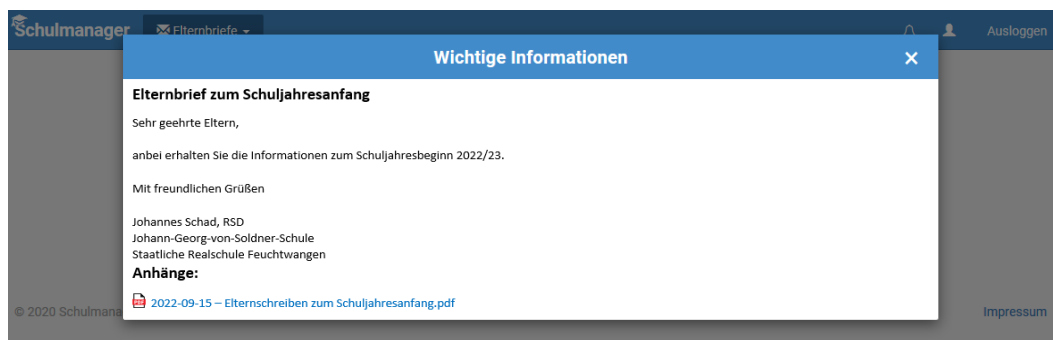 Schulmanager Elternbriefe Ausloggen
Wichtige Informationen ×
Elternbrief zum Schuljahresanfang
Sehr geehrte Eltern,
anbei erhalten Sie die Informationen zum Schuljahresbeginn 2022/23.
Mit freundlichen Grüßen
Johannes Schad, RSD
Johann-Georg-von-Soldner-Schule
Staatliche Realschule Feuchtwangen
Anhänge:
2022-09-15 – Elternschreiben zum Schuljahresanfang.pdf
© 2020 Schulmana Impressum